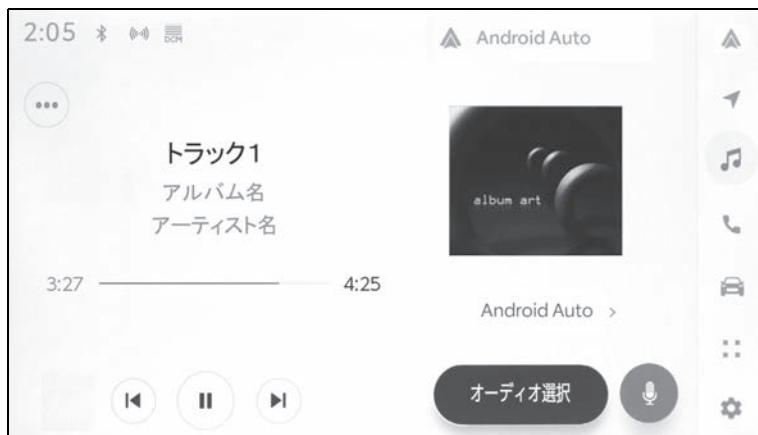 2:05
DCM
Android Auto
トラック1
アルバム名
アーティスト名
album art
3:27
4:25
Android Auto
オーディオ選択